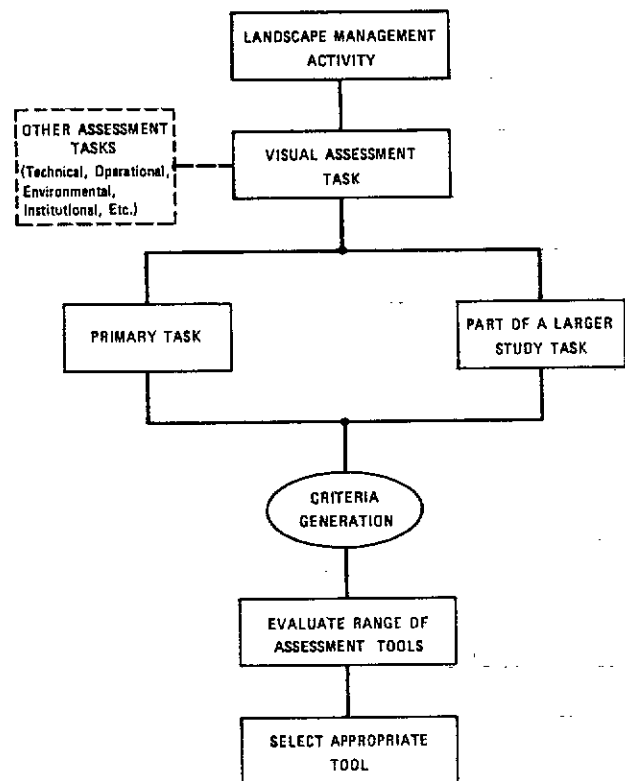 LANDSCAPE MANAGEMENT
ACTIVITY
OTHER ASSESSMENT
TASKS
(Technical, Operational,
Environmental,
Institutional, Etc.)
VISUAL ASSESSMENT
TASK
PRIMARY TASK
PART OF A LARGER
STUDY TASK
CRITERIA
GENERATION
EVALUATE RANGE OF
ASSESSMENT TOOLS
SELECT APPROPRIATE
TOOL